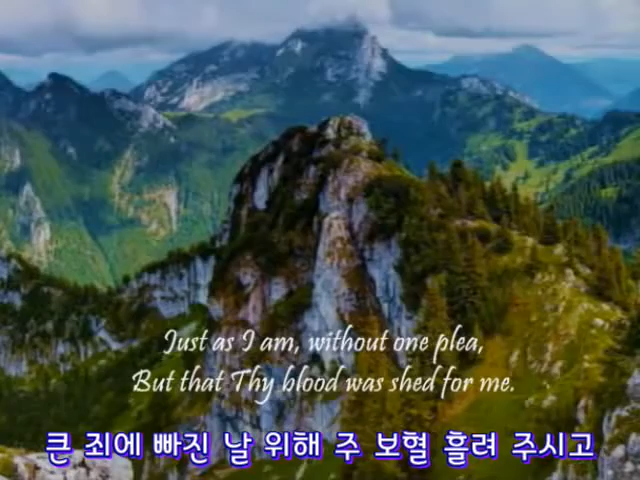 Just as I am, without one plea,
But that Thy blood was shed for me.
큰 죄에 빠진 날 위해 주 보혈 흘려 주시고